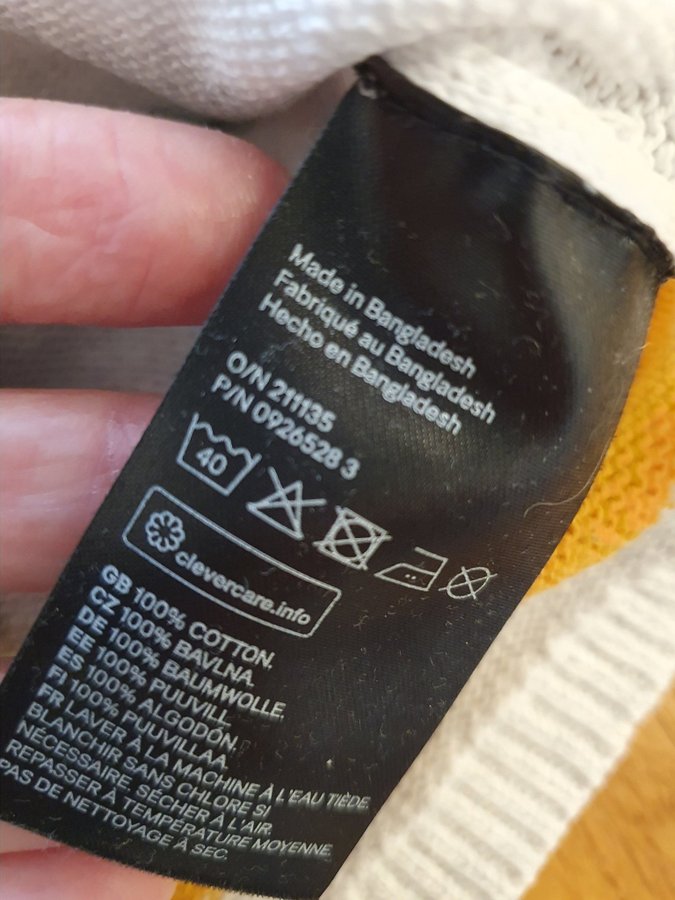 Made in Bangladesh
Fabriqué au Bangladesh
Hecho en Bangladesh
O/N 211135
P/N 0926528 3
40
clevercare.info
GB 100% COTTON.
CZ 100% BAVLNA.
DE 100% BAUMWOLLE.
EE 100% PUUVILL.
ES 100% ALGODÓN.
FI 100% PUUVILLAA.
FR LAVER À LA MACHINE À L'EAU TIÈDE.
BLANCHIR SANS CHLORE SI
NÉCESSAIRE. SÉCHER À L'AIR.
REPASSER À TEMPÉRATURE MOYENNE.
PAS DE NETTOYAGE À SEC.